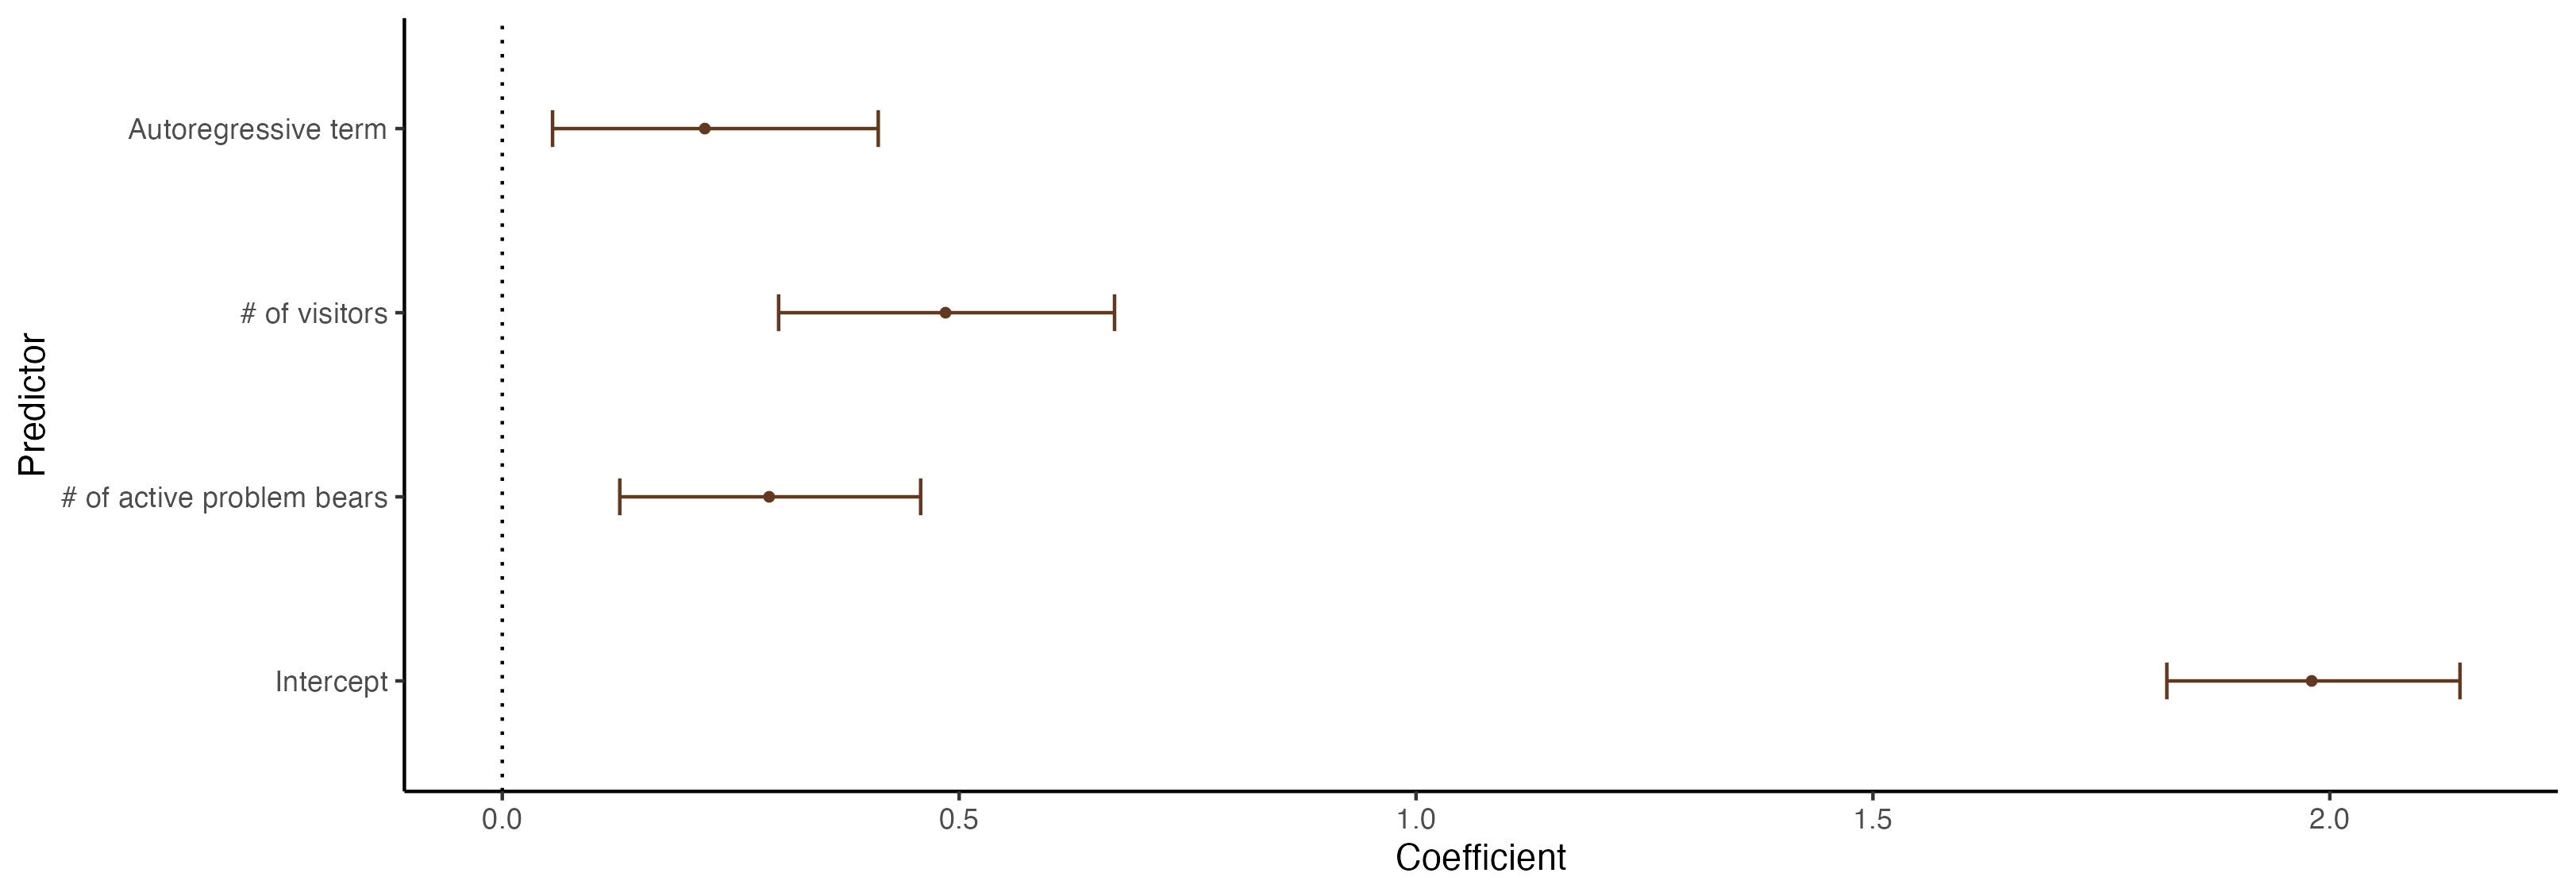 Predictor
Autoregressive term
# of visitors
# of active problem bears
Intercept
0.0 0.5 1.0 1.5 2.0
Coefficient